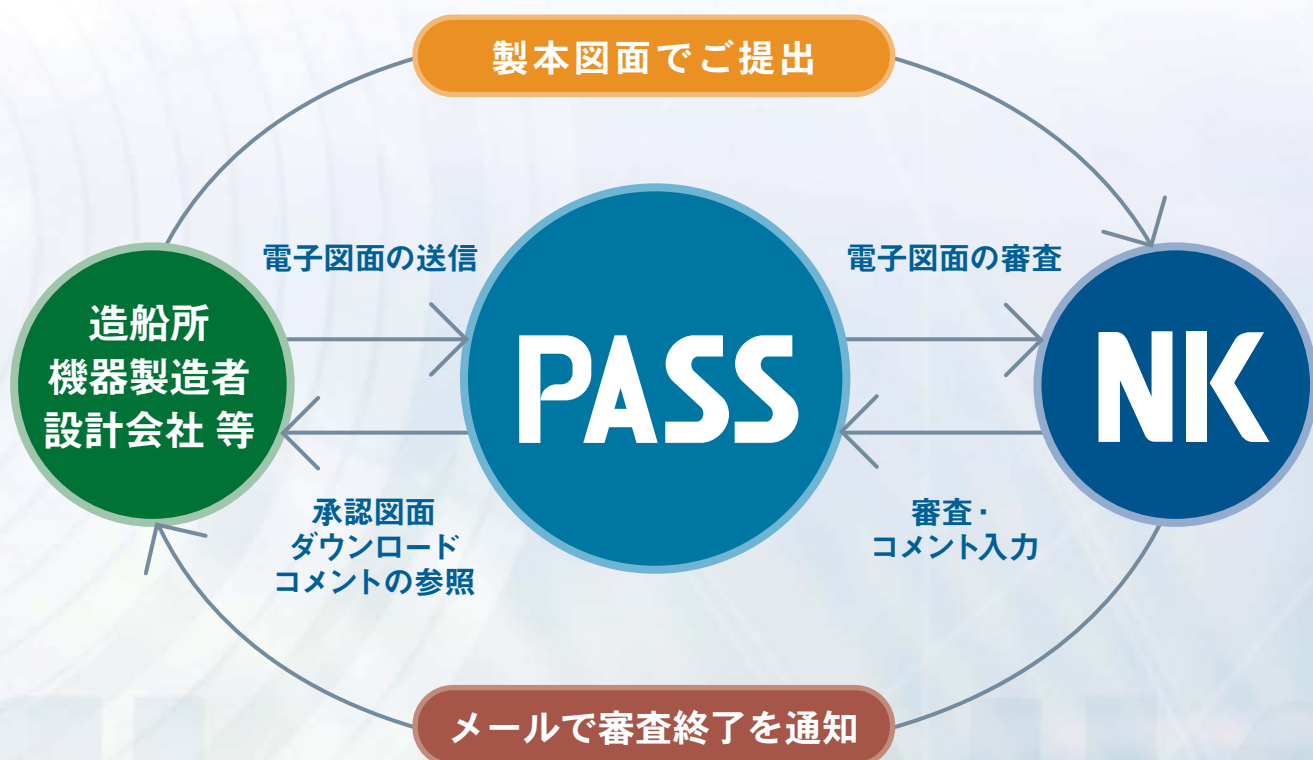 製本図面でご提出
電子図面の送信
電子図面の審査
造船所
機器製造者
設計会社 等
PASS
NK
承認図面
ダウンロード
コメントの参照
審査・
コメント入力
メールで審査終了を通知